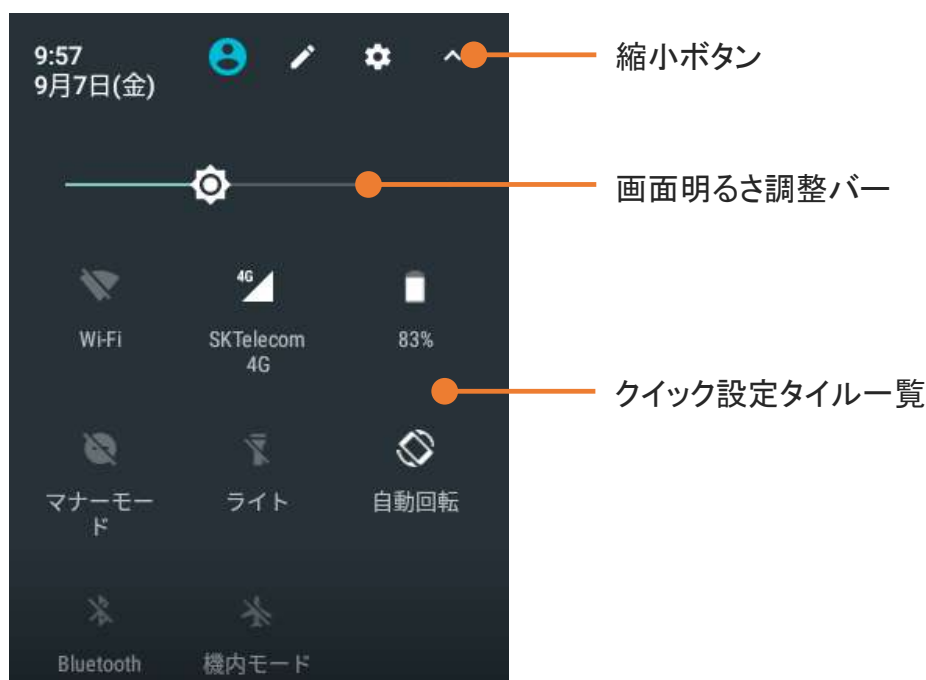 9:57
9月7日(金)
縮小ボタン
画面明るさ調整バー
4G
Wi-Fi
SKTelecom
4G
83%
クイック設定タイル一覧
マナーモー
ド
ライト
自動回転
Bluetooth
機内モード